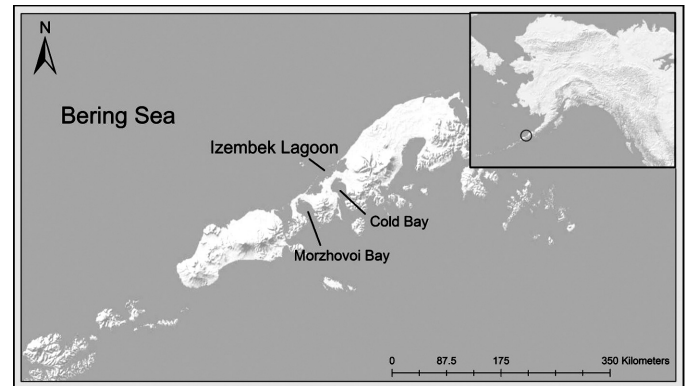 N
Bering Sea
Izembek Lagoon
Cold Bay
Morzhovoi Bay
0 87.5 175 350 Kilometers